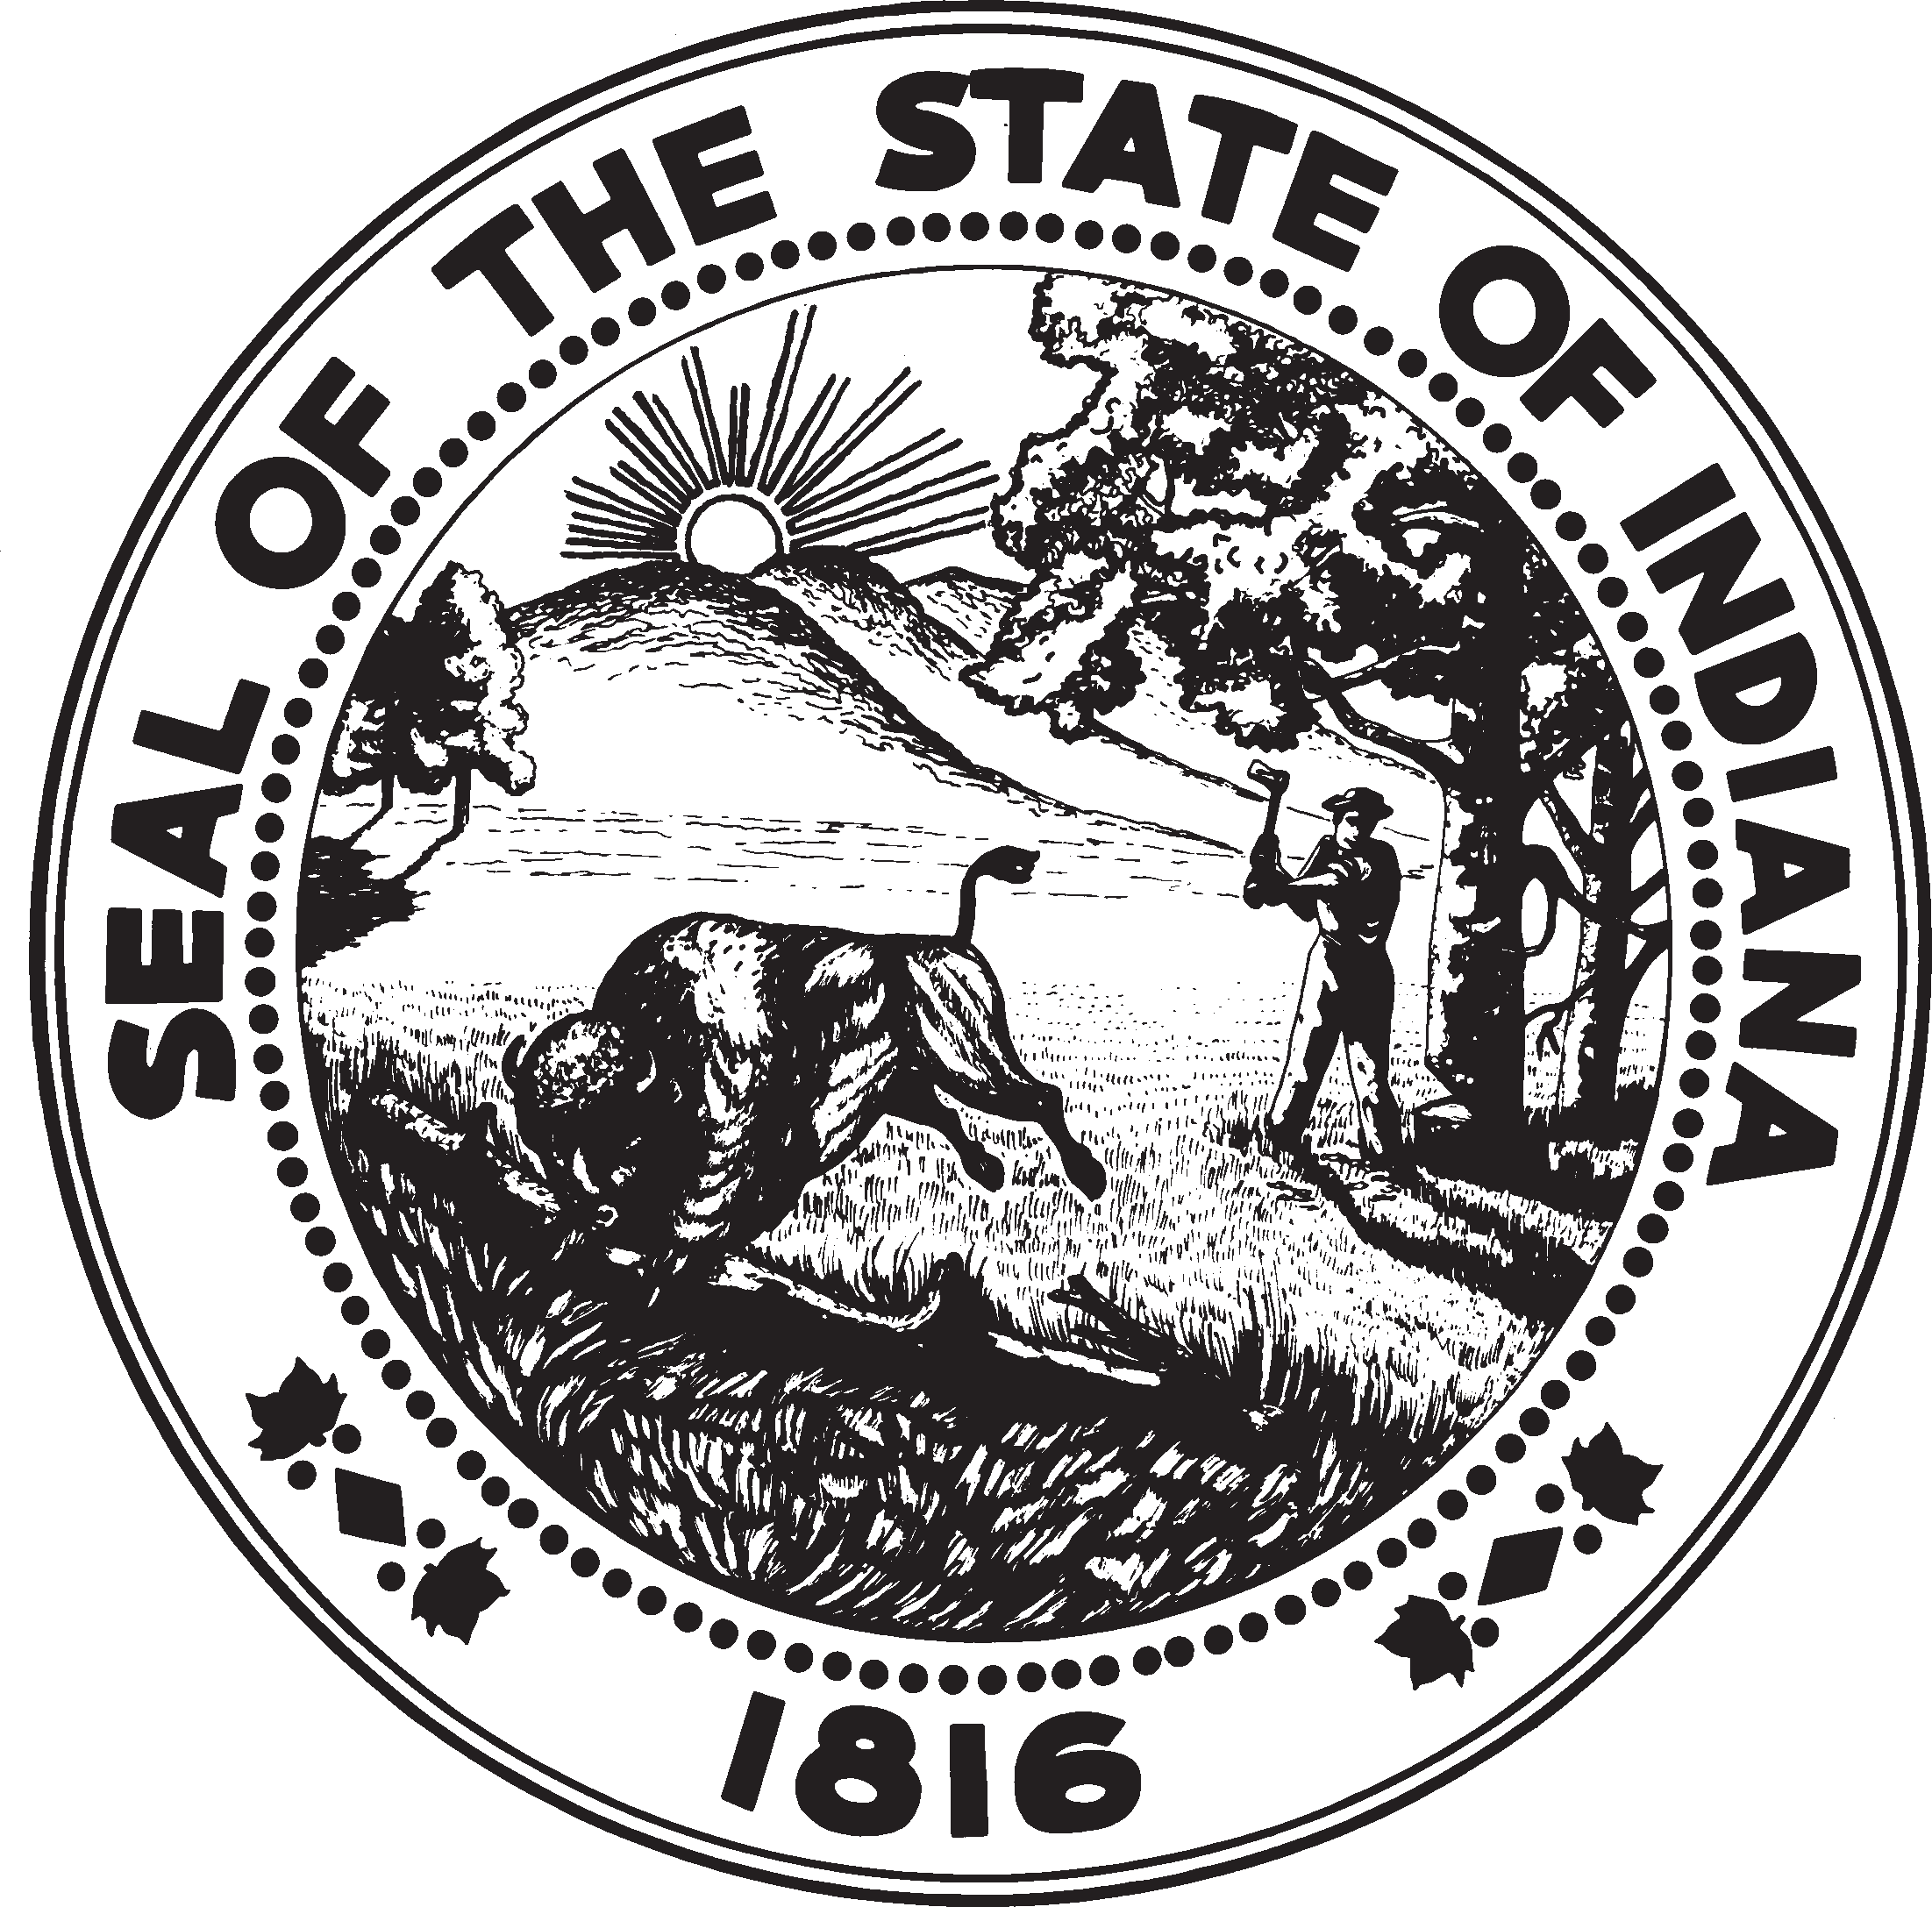 SEAL OF THE STATE OF INDIANA
1816